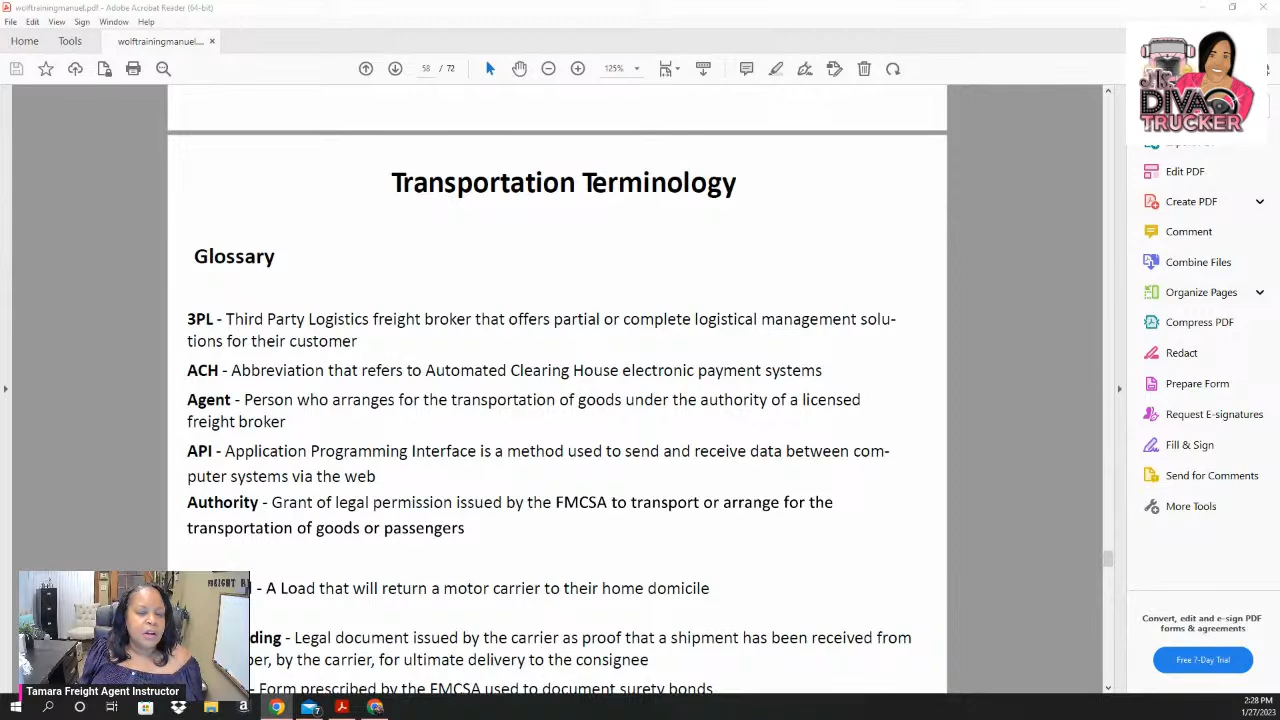 wolftrainingmanuel.pdf - Adobe Acrobat Reader (64-bit)
File Edit View Sign Window Help
Home Tools wolftrainingmanuel.... ×
58 / 125%
Ms.
DIVA
TRUCKER
Edit PDF
Create PDF
Comment
Combine Files
Organize Pages
Compress PDF
Redact
Prepare Form
Request E-signatures
Fill & Sign
Send for Comments
More Tools
Convert, edit and e-sign PDF
forms & agreements
Free 7-Day Trial
Transportation Terminology
Glossary
3PL - Third Party Logistics freight broker that offers partial or complete logistical management solu-
tions for their customer
ACH - Abbreviation that refers to Automated Clearing House electronic payment systems
Agent - Person who arranges for the transportation of goods under the authority of a licensed
freight broker
API - Application Programming Interface is a method used to send and receive data between com-
puter systems via the web
Authority - Grant of legal permission issued by the FMCSA to transport or arrange for the
transportation of goods or passengers
- A Load that will return a motor carrier to their home domicile
ding - Legal document issued by the carrier as proof that a shipment has been received from
per, by the carrier, for ultimate delivery to the consignee
- Form prescribed by the FMCSA used to document surety bonds
Tamara Freight Agent Instructor
2:28 PM
1/27/2023